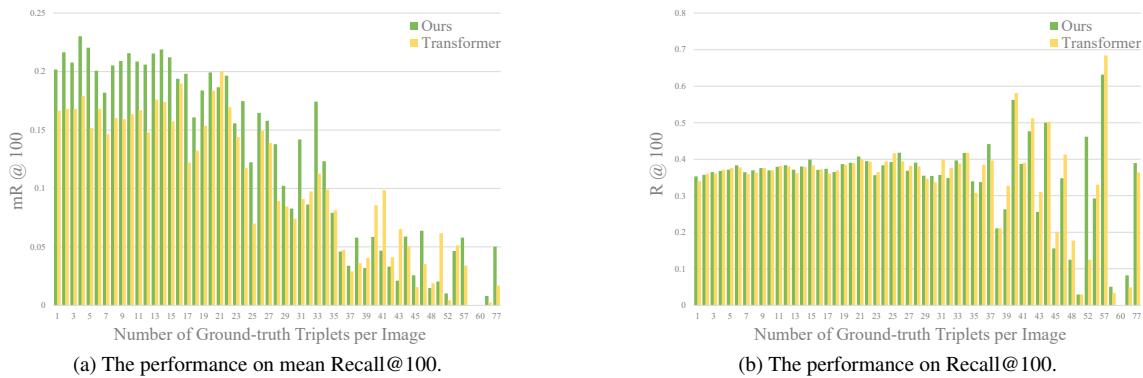 0.25
0.2
0.15
0.1
0.05
0
mR @ 100
Ours
Transformer
1 3 5 7 9 11 13 15 17 19 21 23 25 27 29 31 33 35 37 39 41 43 45 48 52 57 60 77
Number of Ground-truth Triplets per Image
(a) The performance on mean Recall@100.
0.8
0.7
0.6
0.5
0.4
0.3
0.2
0.1
0
R @ 100
Ours
Transformer
1 3 5 7 9 11 13 15 17 19 21 23 25 27 29 31 33 35 37 39 41 43 45 48 52 57 60 77
Number of Ground-truth Triplets per Image
(b) The performance on Recall@100.